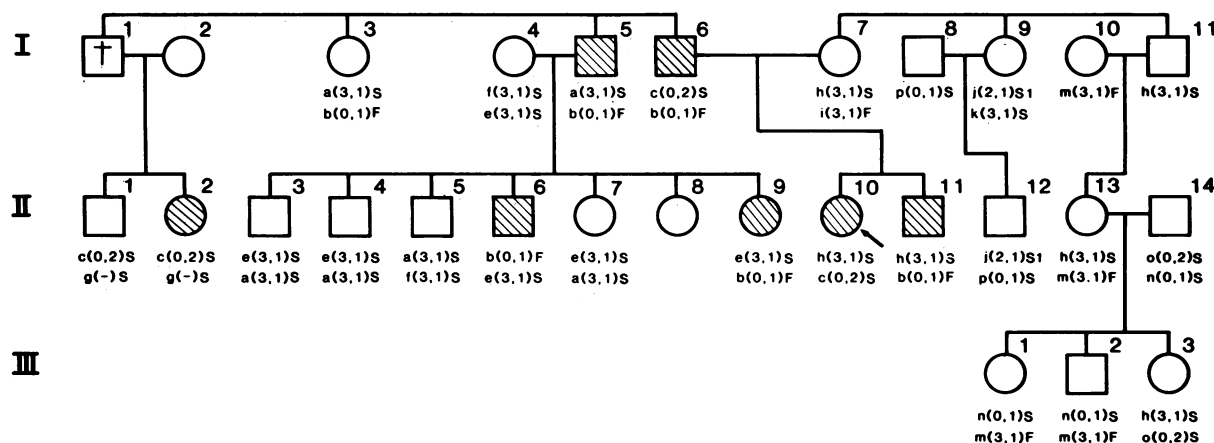 I
1 2 3 4 5 6 7 8 9 10 11
†
a(3,1)S f(3,1)S a(3,1)S c(0,2)S h(3,1)S p(0,1)S j(2,1)S1 m(3,1)F h(3,1)S
b(0,1)F e(3,1)S b(0,1)F b(0,1)F i(3,1)F k(3,1)S
II
1 2 3 4 5 6 7 8 9 10 11 12 13 14
c(0,2)S c(0,2)S e(3,1)S e(3,1)S a(3,1)S b(0,1)F e(3,1)S e(3,1)S h(3,1)S h(3,1)S j(2,1)S1 h(3,1)S o(0,2)S
g(-)S g(-)S a(3,1)S a(3,1)S f(3,1)S e(3,1)S a(3,1)S b(0,1)F c(0,2)S b(0,1)F p(0,1)S m(3.1)F n(0,1)S
III
1 2 3
n(0,1)S n(0,1)S h(3,1)S
m(3,1)F m(3,1)F o(0,2)S